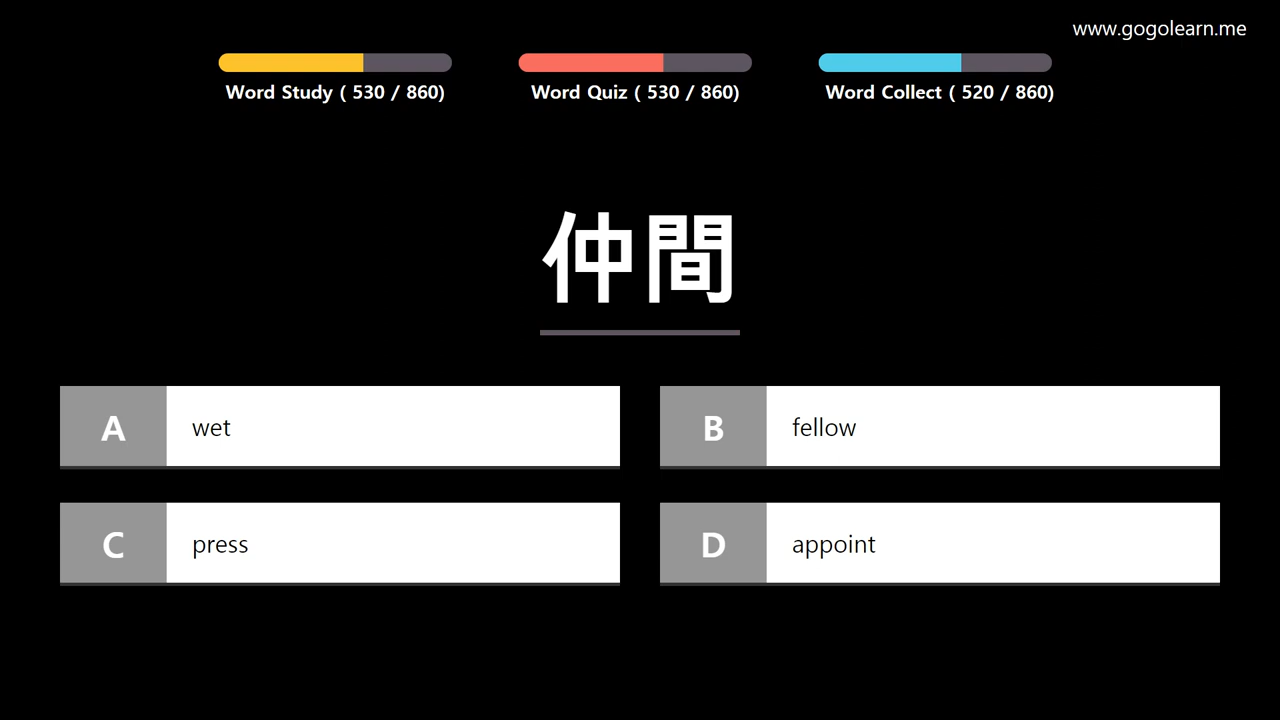 www.gogolearn.me
Word Study ( 530 / 860)
Word Quiz ( 530 / 860)
Word Collect ( 520 / 860)
仲間
A wet
B fellow
C press
D appoint